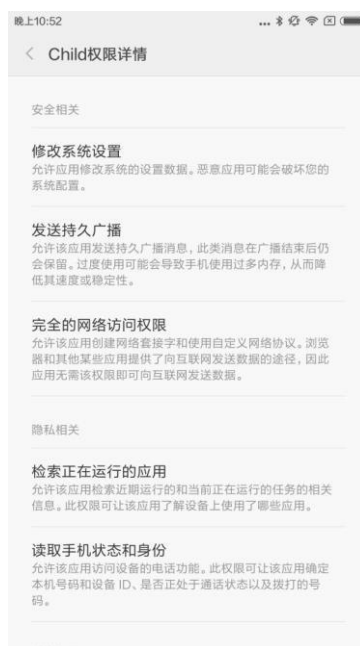 晚上10:52
...
Child权限详情
安全相关
修改系统设置
允许应用修改系统的设置数据。恶意应用可能会破坏您的
系统配置。
发送持久广播
允许该应用发送持久广播消息，此类消息在广播结束后仍
会保留。过度使用可能会导致手机使用过多内存，从而降
低其速度或稳定性。
完全的网络访问权限
允许该应用创建网络套接字和使用自定义网络协议。浏览
器和其他某些应用提供了向互联网发送数据的途径，因此
应用无需该权限即可向互联网发送数据。
隐私相关
检索正在运行的应用
允许该应用检索近期运行的和当前正在运行的任务的相关
信息。此权限可让该应用了解设备上使用了哪些应用。
读取手机状态和身份
允许该应用访问设备的电话功能。此权限可让该应用确定
本机号码和设备 ID、是否正处于通话状态以及拨打的号
码。